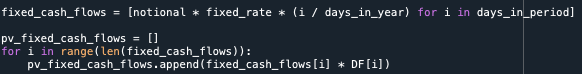 fixed_cash_flows = [notional * fixed_rate * (i / days_in_year) for i in days_in_period]
pv_fixed_cash_flows = []
for i in range(len(fixed_cash_flows)):
    pv_fixed_cash_flows.append(fixed_cash_flows[i] * DF[i])